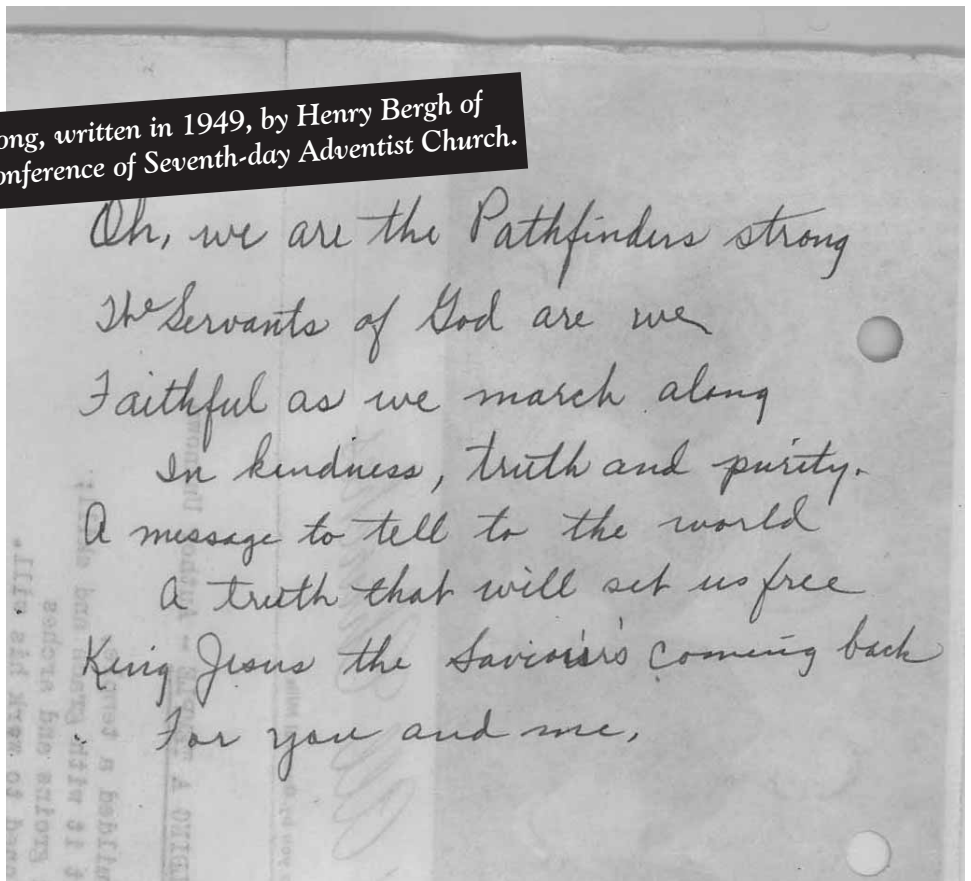 ong, written in 1949, by Henry Bergh of
onference of Seventh-day Adventist Church.
Oh, we are the Pathfinders strong
The Servants of God are we
Faithful as we march along
In kindness, truth and purity.
A message to tell to the world
A truth that will set us free
King Jesus the Savior's coming back
For you and me,